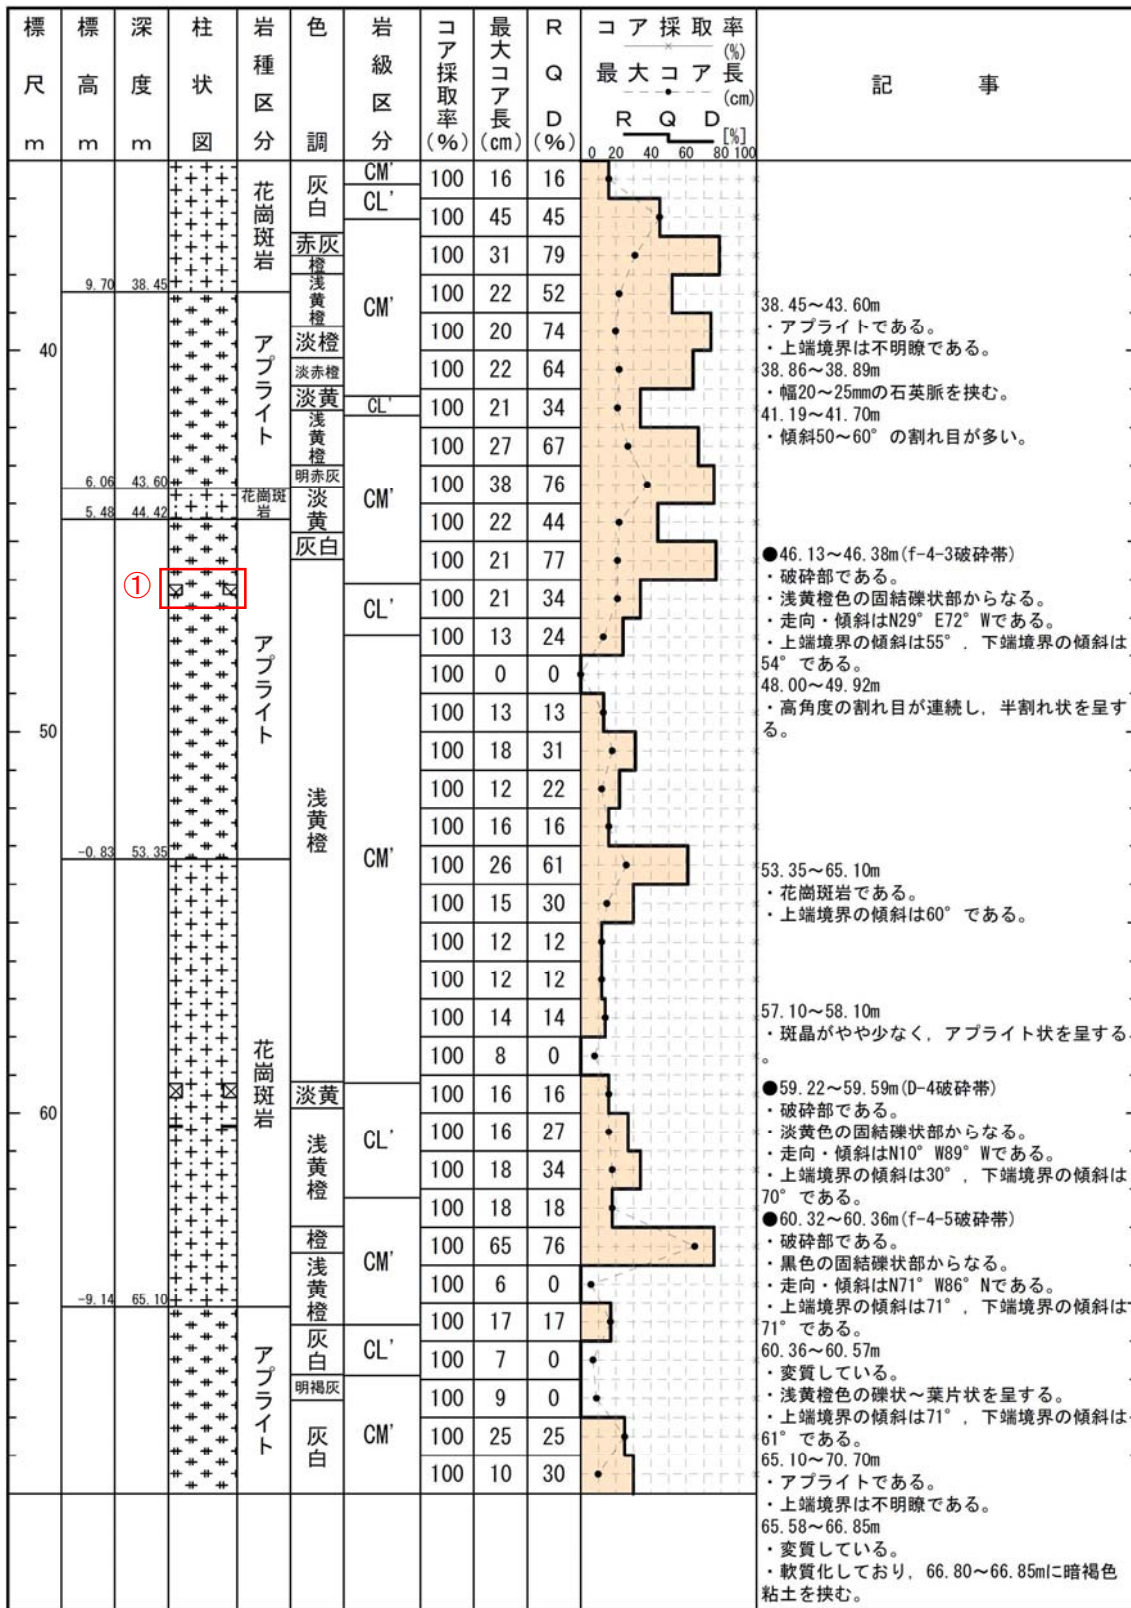 標尺m
標高m
深度m
柱状図
岩種区分
色調
岩級区分
コア採取率(%)
最大コア長(cm)
RQD(%)
コア採取率(%)
最大コア長(cm)
RQD[%]
0 20 40 60 80 100
記事
40
50
60
9.70 38.45
6.06 43.60
5.48 44.42
-0.83 53.35
-9.14 65.10
①
花崗斑岩
アプライト
花崗斑岩
アプライト
花崗斑岩
アプライト
灰白
赤灰
橙
浅黄橙
淡橙
淡赤橙
淡黄
浅黄橙
明赤灰
淡黄
灰白
浅黄橙
淡黄
浅黄橙
橙
浅黄橙
灰白
明褐灰
灰白
CM'
CL'
CM'
CL'
CM'
CL'
CM'
CL'
CM'
CL'
CM'
100 16 16
100 45 45
100 31 79
100 22 52
100 20 74
100 22 64
100 21 34
100 27 67
100 38 76
100 22 44
100 21 77
100 21 34
100 13 24
100 0 0
100 13 13
100 18 31
100 12 22
100 16 16
100 26 61
100 15 30
100 12 12
100 12 12
100 14 14
100 8 0
100 16 16
100 16 27
100 18 34
100 18 18
100 65 76
100 6 0
100 17 17
100 7 0
100 9 0
100 25 25
100 10 30
38.45～43.60m
・アプライトである。
・上端境界は不明瞭である。
38.86～38.89m
・幅20～25mmの石英脈を挟む。
41.19～41.70m
・傾斜50～60°の割れ目が多い。
●46.13～46.38m(f-4-3破砕帯)
・破砕部である。
・浅黄橙色の固結礫状部からなる。
・走向・傾斜はN29°E72°Wである。
・上端境界の傾斜は55°，下端境界の傾斜は
54°である。
48.00～49.92m
・高角度の割れ目が連続し，半割れ状を呈す
る。
53.35～65.10m
・花崗斑岩である。
・上端境界の傾斜は60°である。
57.10～58.10m
・斑晶がやや少なく，アプライト状を呈する
。
●59.22～59.59m(D-4破砕帯)
・破砕部である。
・淡黄色の固結礫状部からなる。
・走向・傾斜はN10°W89°Wである。
・上端境界の傾斜は30°，下端境界の傾斜は
70°である。
●60.32～60.36m(f-4-5破砕帯)
・破砕部である。
・黒色の固結礫状部からなる。
・走向・傾斜はN71°W86°Nである。
・上端境界の傾斜は71°，下端境界の傾斜は
71°である。
60.36～60.57m
・変質している。
・浅黄橙色の礫状～葉片状を呈する。
・上端境界の傾斜は71°，下端境界の傾斜は
61°である。
65.10～70.70m
・アプライトである。
・上端境界は不明瞭である。
65.58～66.85m
・変質している。
・軟質化しており，66.80～66.85mに暗褐色
粘土を挟む。